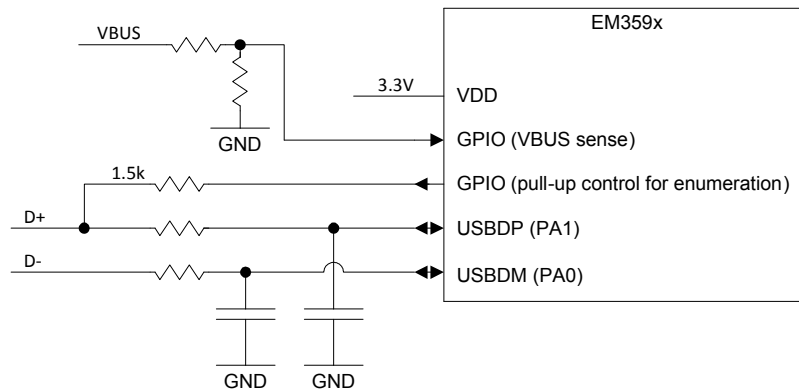 EM359x
VBUS
3.3V
VDD
GND
GPIO (VBUS sense)
1.5k
GPIO (pull-up control for enumeration)
D+
USBDP (PA1)
D-
USBDM (PA0)
GND
GND